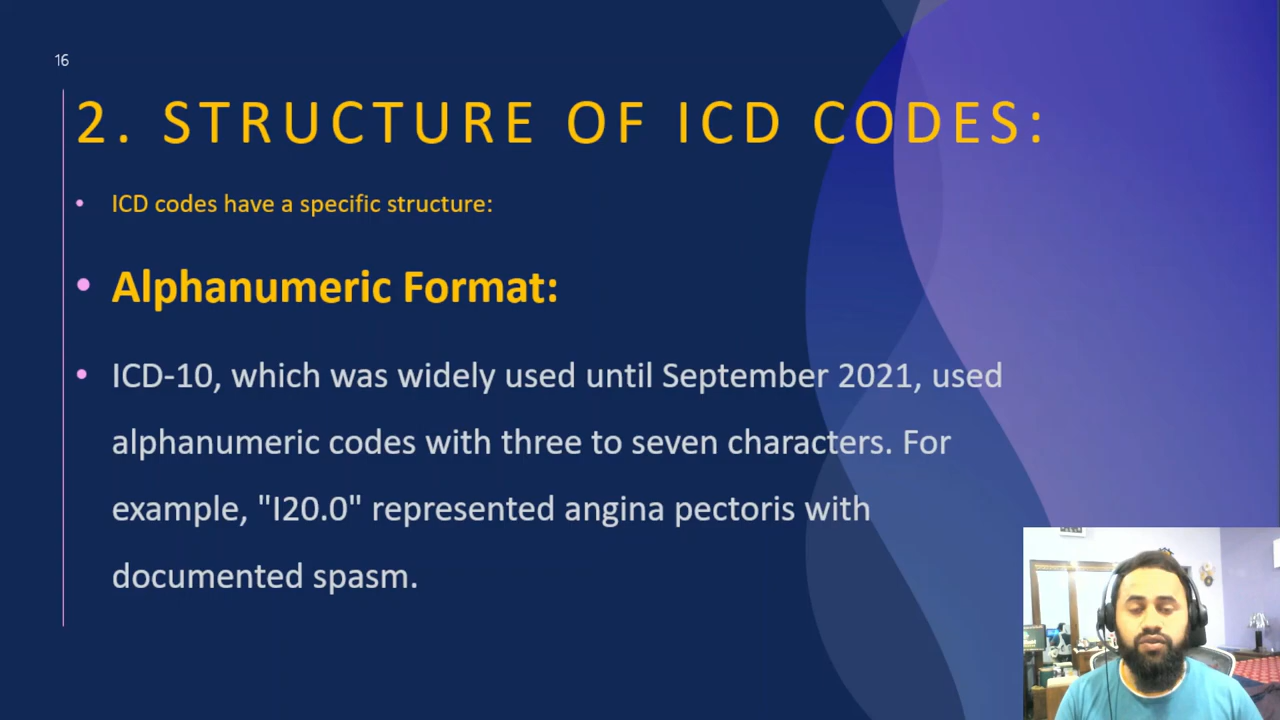 16
2. STRUCTURE OF ICD CODES:
• ICD codes have a specific structure:
• Alphanumeric Format:
• ICD-10, which was widely used until September 2021, used
alphanumeric codes with three to seven characters. For
example, "I20.0" represented angina pectoris with
documented spasm.